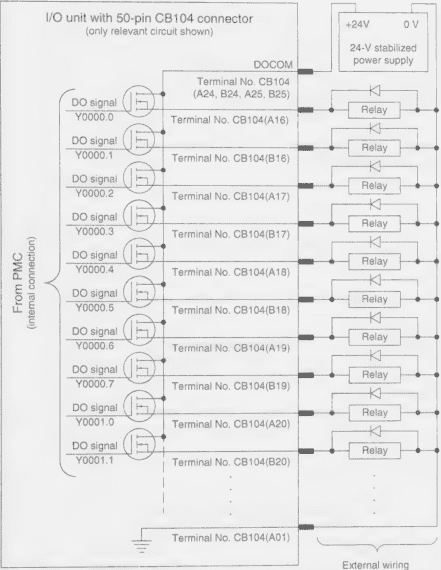 I/O unit with 50-pin CB104 connector
(only relevant circuit shown)
+24V 0 V
24-V stabilized
power supply
DOCOM
Terminal No. CB104
(A24, B24, A25, B25)
DO signal
Y0000.0
Terminal No. CB104(A16)
Relay
DO signal
Y0000.1
Terminal No. CB104(B16)
Relay
DO signal
Y0000.2
Terminal No. CB104(A17)
Relay
DO signal
Y0000.3
Terminal No. CB104(B17)
Relay
DO signal
Y0000.4
Terminal No. CB104(A18)
Relay
DO signal
Y0000.5
Terminal No. CB104(B18)
Relay
DO signal
Y0000.6
Terminal No. CB104(A19)
Relay
DO signal
Y0000.7
Terminal No. CB104(B19)
Relay
DO signal
Y0001.0
Terminal No. CB104(A20)
Relay
DO signal
Y0001.1
Terminal No. CB104(B20)
Relay
From PMC
(internal connection)
Terminal No. CB104(A01)
External wiring